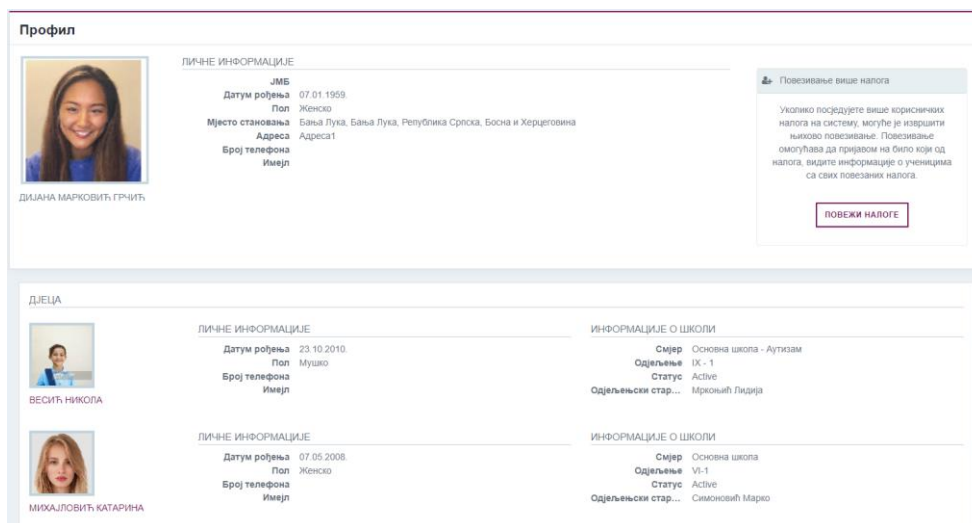 Профил
ЛИЧНЕ ИНФОРМАЦИЈЕ
ЈМБ
Датум рођења 07.01.1959.
Пол Женско
Мјесто становања Бања Лука, Бања Лука, Република Српска, Босна и Херцеговина
Адреса Адреса1
Број телефона
Имејл
ДИЈАНА МАРКОВИЋ ГРЧИЋ
Повезивање више налога
Уколико посједујете више корисничких
налога на систему, могуће је извршити
њихово повезивање. Повезивање
омогућава да пријавом на било који од
налога, видите информације о ученицима
са свих повезаних налога.
ПОВЕЖИ НАЛОГЕ
ДЈЕЦА
ЛИЧНЕ ИНФОРМАЦИЈЕ
Датум рођења 23.10.2010.
Пол Мушко
Број телефона
Имејл
ВЕСИЋ НИКОЛА
ИНФОРМАЦИЈЕ О ШКОЛИ
Смјер Основна школа - Аутизам
Одјељење IX - 1
Статус Active
Одјељењски стар... Мркоњић Лидија
ЛИЧНЕ ИНФОРМАЦИЈЕ
Датум рођења 07.05.2008.
Пол Женско
Број телефона
Имејл
МИХАЈЛОВИЋ КАТАРИНА
ИНФОРМАЦИЈЕ О ШКОЛИ
Смјер Основна школа
Одјељење VI-1
Статус Active
Одјељењски стар... Симоновић Марко